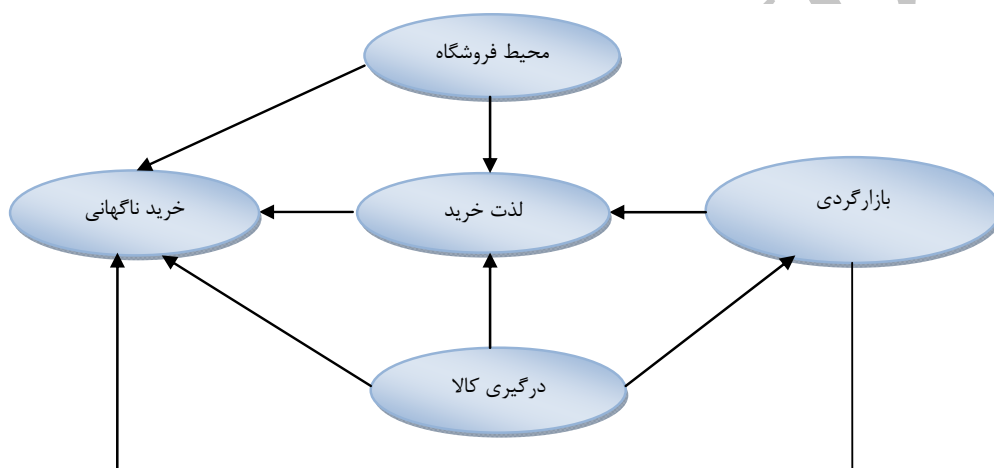 محیط فروشگاه
بازارگردی
لذت خرید
خرید ناگهانی
درگیری کالا